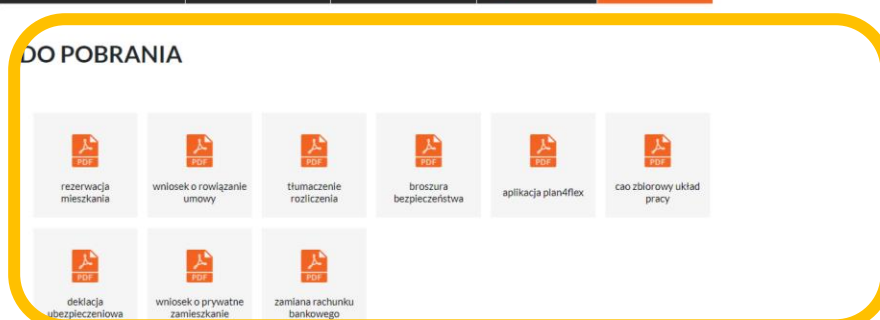 DO POBRANIA
PDF PDF PDF PDF PDF PDF
rezerwacja mieszkania
wniosek o rowiązanie umowy
tłumaczenie rozliczenia
broszura bezpieczeństwa
aplikacja plan4flex
cao zbiorowy układ pracy
PDF PDF PDF
deklacja ubezpieczeniowa
wniosek o prywatne zamieszkanie
zamiana rachunku bankowego